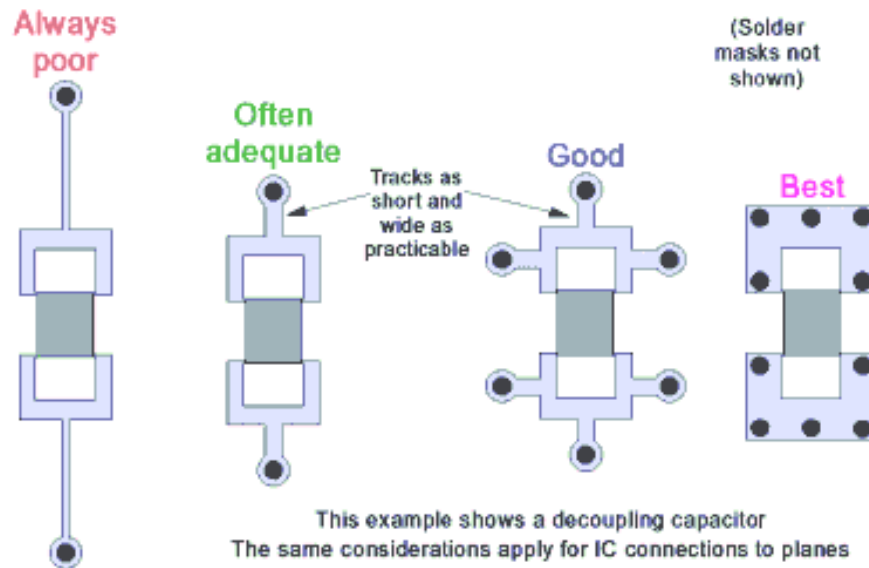 Always
poor
(Solder
masks not
shown)
Often
adequate
Tracks as
short and
wide as
practicable
Good
Best
This example shows a decoupling capacitor
The same considerations apply for IC connections to planes